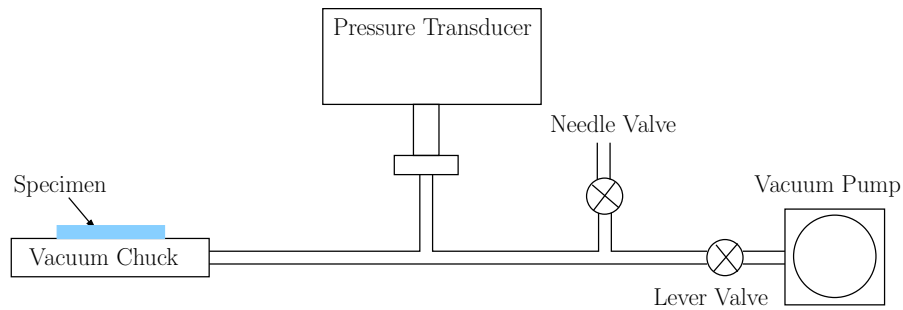 Pressure Transducer
Needle Valve
Specimen
Vacuum Pump
Vacuum Chuck
Lever Valve